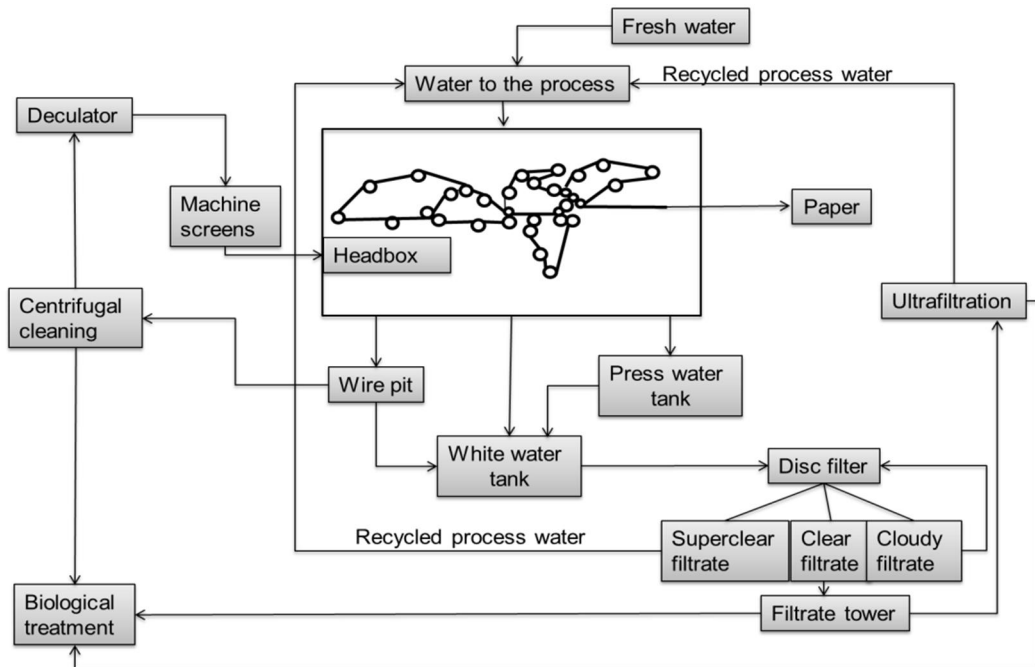 Fresh water
Water to the process
Recycled process water
Deculator
Machine
screens
Paper
Headbox
Centrifugal
cleaning
Ultrafiltration
Wire pit
Press water
tank
White water
tank
Disc filter
Recycled process water
Superclear
filtrate
Clear
filtrate
Cloudy
filtrate
Biological
treatment
Filtrate tower